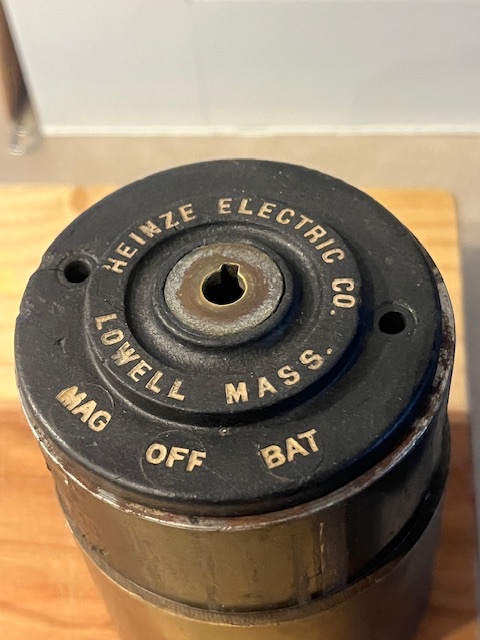 HEINZE ELECTRIC CO.
LOWELL MASS.
MAG OFF BAT